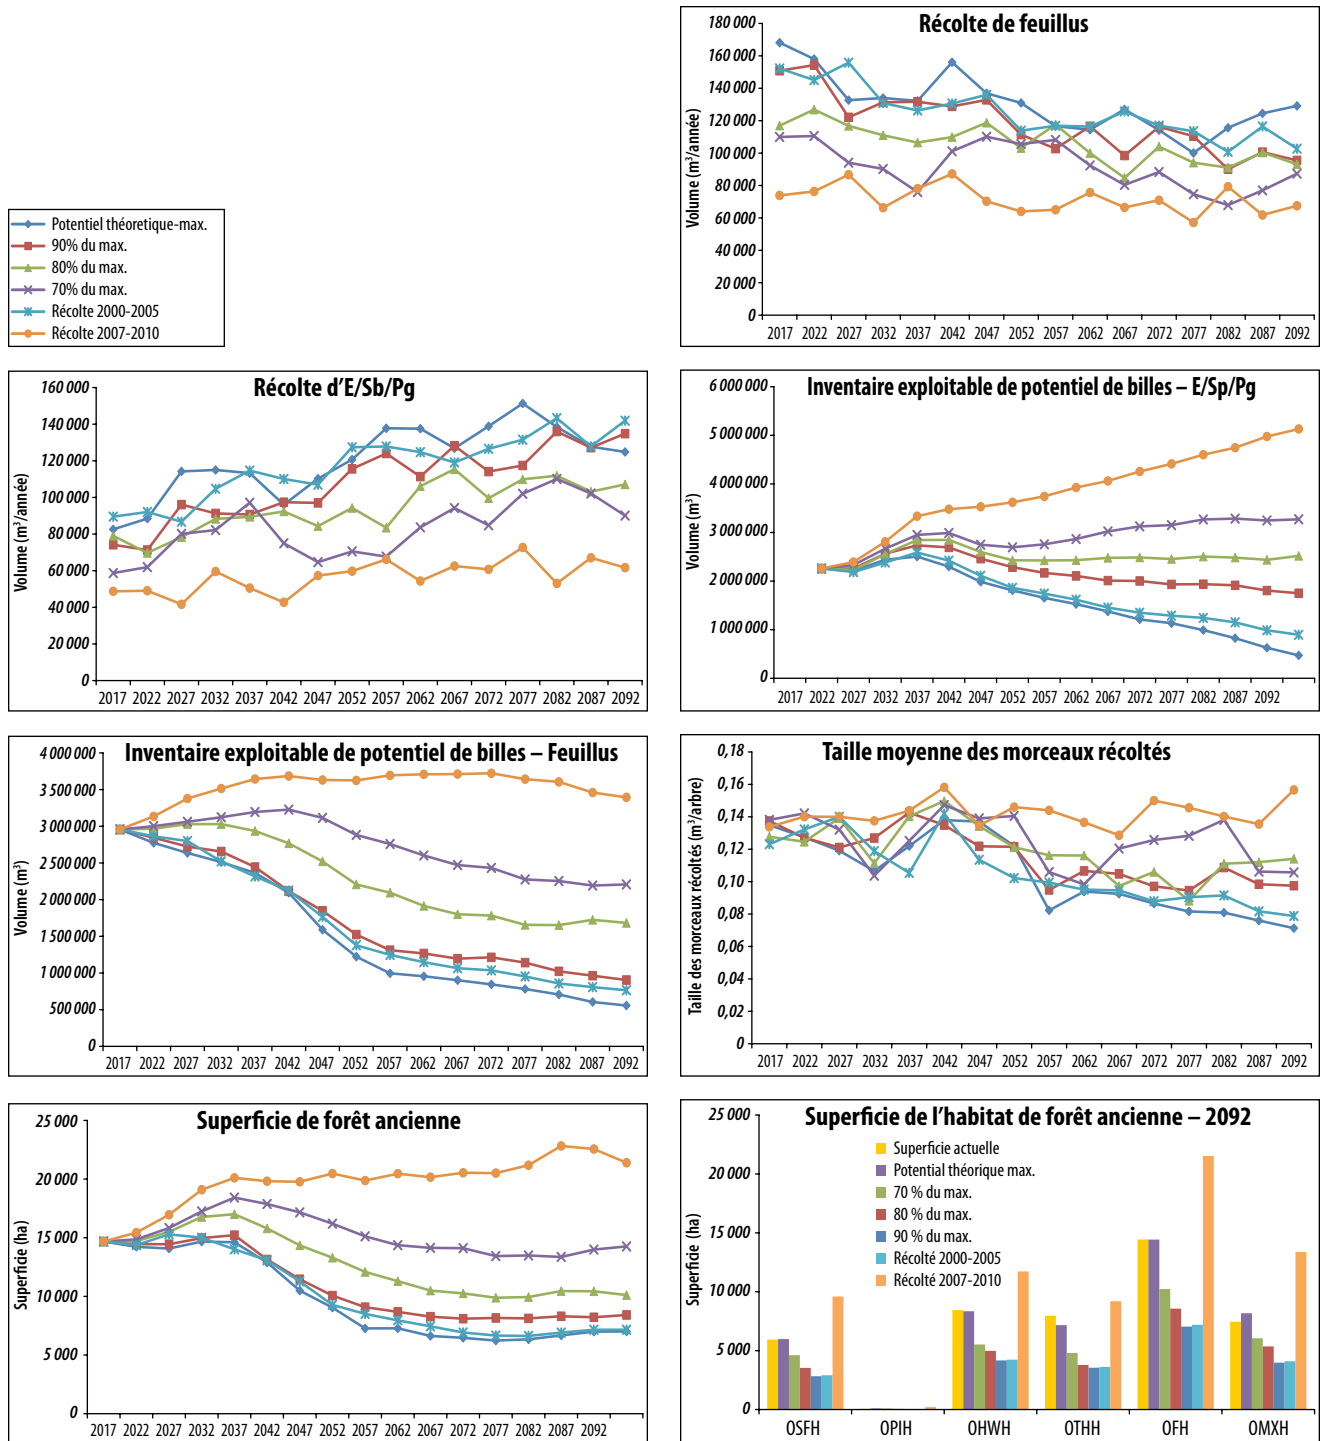 Récolte de feuillus
Volume (m³/année)
180 000
160 000
140 000
120 000
100 000
80 000
60 000
40 000
20 000
0
2017 2022 2027 2032 2037 2042 2047 2052 2057 2062 2067 2072 2077 2082 2087 2092
Potentiel théoretique-max.
90% du max.
80% du max.
70% du max.
Récolte 2000-2005
Récolte 2007-2010
Récolte d'E/Sb/Pg
Volume (m³/année)
160 000
140 000
120 000
100 000
80 000
60 000
40 000
20 000
0
2017 2022 2027 2032 2037 2042 2047 2052 2057 2062 2067 2072 2077 2082 2087 2092
Inventaire exploitable de potentiel de billes – E/Sp/Pg
Volume (m³)
6 000 000
5 000 000
4 000 000
3 000 000
2 000 000
1 000 000
0
2017 2022 2027 2032 2037 2042 2047 2052 2057 2062 2067 2072 2077 2082 2087 2092
Inventaire exploitable de potentiel de billes – Feuillus
Volume (m³)
4 000 000
3 500 000
3 000 000
2 500 000
2 000 000
1 500 000
1 000 000
500 000
0
2017 2022 2027 2032 2037 2042 2047 2052 2057 2062 2067 2072 2077 2082 2087 2092
Taille moyenne des morceaux récoltés
Taille des morceaux récoltés (m³/arbre)
0,18
0,16
0,14
0,12
0,10
0,08
0,06
0,04
0,02
0
2017 2022 2027 2032 2037 2042 2047 2052 2057 2062 2067 2072 2077 2082 2087 2092
Superficie de forêt ancienne
Superficie (ha)
25 000
20 000
15 000
10 000
5 000
0
2017 2022 2027 2032 2037 2042 2047 2052 2057 2062 2067 2072 2077 2082 2087 2092
Superficie de l'habitat de forêt ancienne – 2092
Superficie (ha)
25 000
20 000
15 000
10 000
5 000
0
Superficie actuelle
Potential théorique max.
70 % du max.
80 % du max.
90 % du max.
Récolté 2000-2005
Récolté 2007-2010
OSFH OPIH OHWH OTHH OFH OMXH